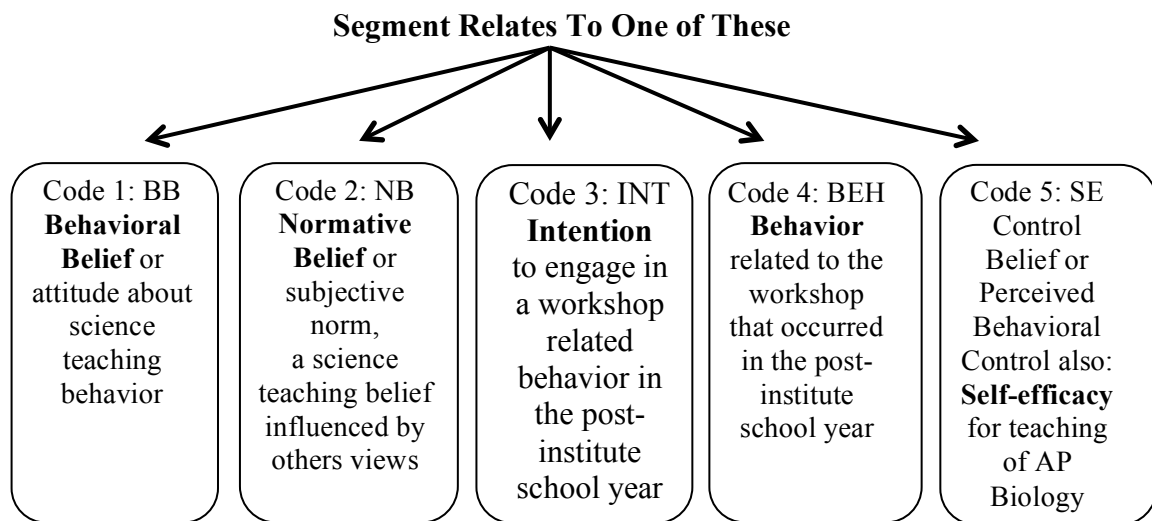 Segment Relates To One of These
Code 1: BB
Behavioral
Belief or
attitude about
science
teaching
behavior
Code 2: NB
Normative
Belief or
subjective
norm,
a science
teaching belief
influenced by
others views
Code 3: INT
Intention
to engage in
a workshop
related
behavior in
the post-
institute
school year
Code 4: BEH
Behavior
related to the
workshop
that occurred
in the post-
institute
school year
Code 5: SE
Control
Belief or
Perceived
Behavioral
Control also:
Self-efficacy
for teaching
of AP
Biology